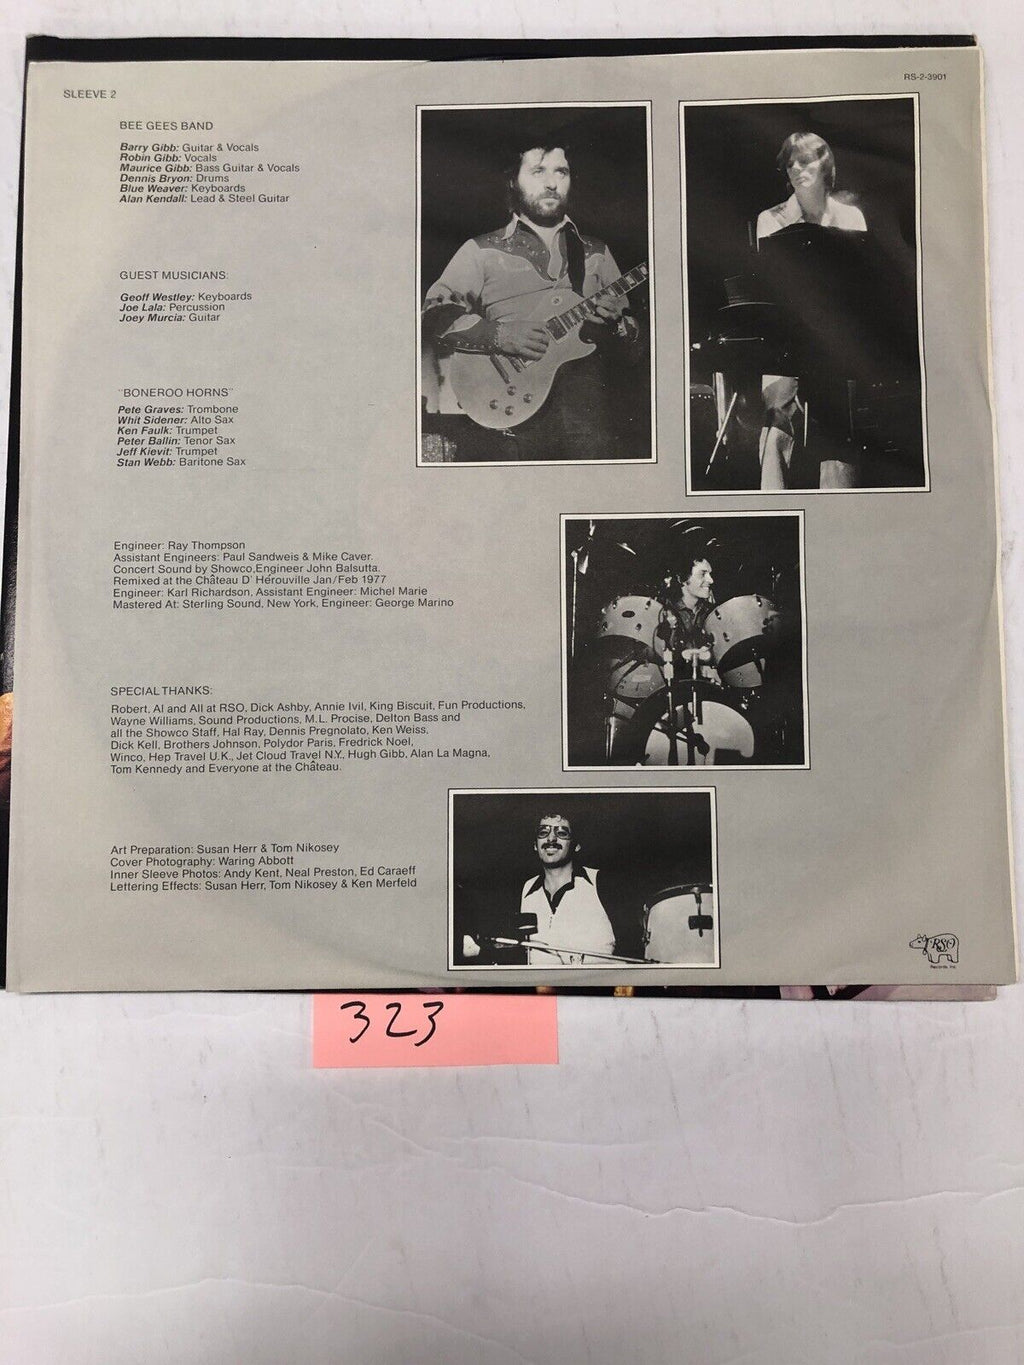 RS-2-3901
SLEEVE 2
BEE GEES BAND
Barry Gibb: Guitar & Vocals
Robin Gibb: Vocals
Maurice Gibb: Bass Guitar & Vocals
Dennis Bryon: Drums
Blue Weaver: Keyboards
Alan Kendall: Lead & Steel Guitar
GUEST MUSICIANS:
Geoff Westley: Keyboards
Joe Lala: Percussion
Joey Murcia: Guitar
"BONEROO HORNS"
Pete Graves: Trombone
Whit Sidener: Alto Sax
Ken Faulk: Trumpet
Peter Ballin: Tenor Sax
Jeff Kievit: Trumpet
Stan Webb: Baritone Sax
Engineer: Ray Thompson
Assistant Engineers: Paul Sandweis & Mike Caver.
Concert Sound by Showco,Engineer John Balsutta.
Remixed at the Château D' Hérouville Jan/Feb 1977
Engineer: Karl Richardson, Assistant Engineer: Michel Marie
Mastered At: Sterling Sound, New York, Engineer: George Marino
SPECIAL THANKS:
Robert, Al and All at RSO, Dick Ashby, Annie Ivil, King Biscuit, Fun Productions,
Wayne Williams, Sound Productions, M.L. Procise, Delton Bass and
all the Showco Staff, Hal Ray, Dennis Pregnolato, Ken Weiss,
Dick Kell, Brothers Johnson, Polydor Paris, Fredrick Noel,
Winco, Hep Travel U.K., Jet Cloud Travel N.Y., Hugh Gibb, Alan La Magna,
Tom Kennedy and Everyone at the Château.
Art Preparation: Susan Herr & Tom Nikosey
Cover Photography: Waring Abbott
Inner Sleeve Photos: Andy Kent, Neal Preston, Ed Caraeff
Lettering Effects: Susan Herr, Tom Nikosey & Ken Merfeld
RSO
Records, Inc.
323